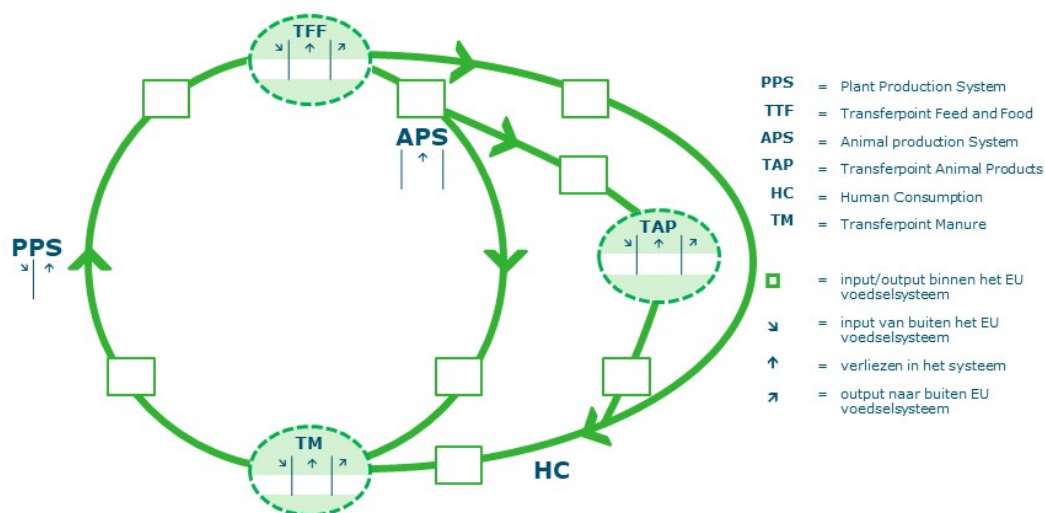 TFF
↘ ↑ ↗
APS
↑
PPS
↘ ↑
TAP
↘ ↑ ↗
TM
↘ ↑ ↗
HC
PPS = Plant Production System
TTF = Transferpoint Feed and Food
APS = Animal production System
TAP = Transferpoint Animal Products
HC = Human Consumption
TM = Transferpoint Manure
= input/output binnen het EU
voedselsysteem
↘ = input van buiten het EU
voedselsysteem
↑ = verliezen in het systeem
↗ = output naar buiten EU
voedselsysteem